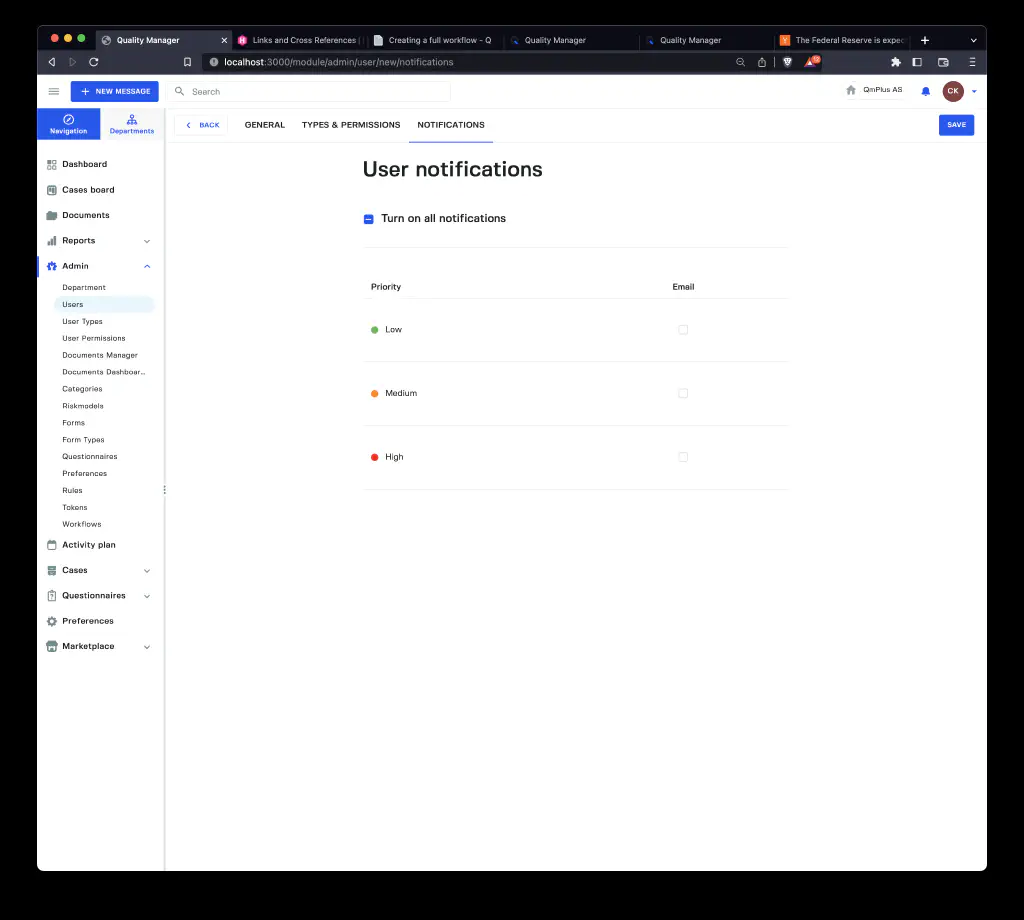 Quality Manager
Links and Cross References |
Creating a full workflow - Q
Quality Manager
Quality Manager
The Federal Reserve is expec
localhost:3000/module/admin/user/new/notifications
NEW MESSAGE
Search
QmPlus AS
CK
Navigation
Departments
BACK
GENERAL
TYPES & PERMISSIONS
NOTIFICATIONS
SAVE
Dashboard
Cases board
Documents
Reports
Admin
Department
Users
User Types
User Permissions
Documents Manager
Documents Dashboar...
Categories
Riskmodels
Forms
Form Types
Questionnaires
Preferences
Rules
Tokens
Workflows
Activity plan
Cases
Questionnaires
Preferences
Marketplace
User notifications
Turn on all notifications
Priority Email
Low
Medium
High